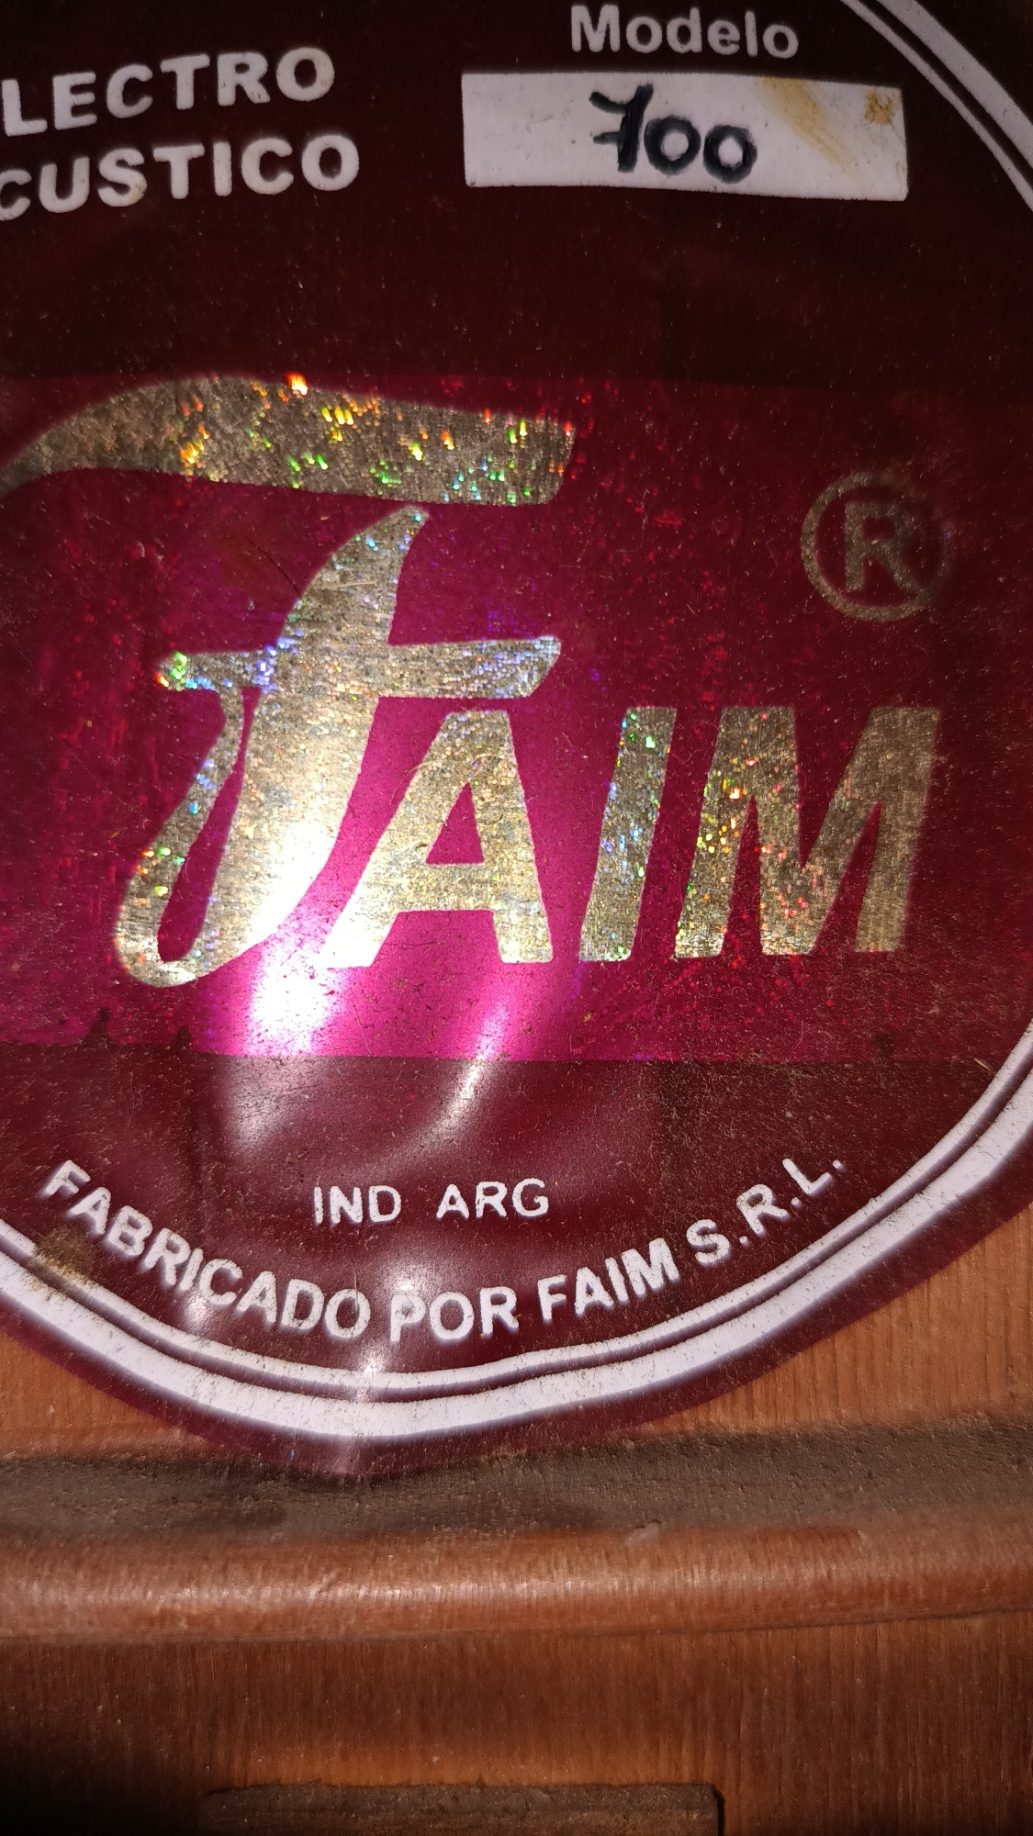 Modelo
LECTRO
700
CUSTICO
FAIM ®
IND ARG
FABRICADO POR FAIM S.R.L.